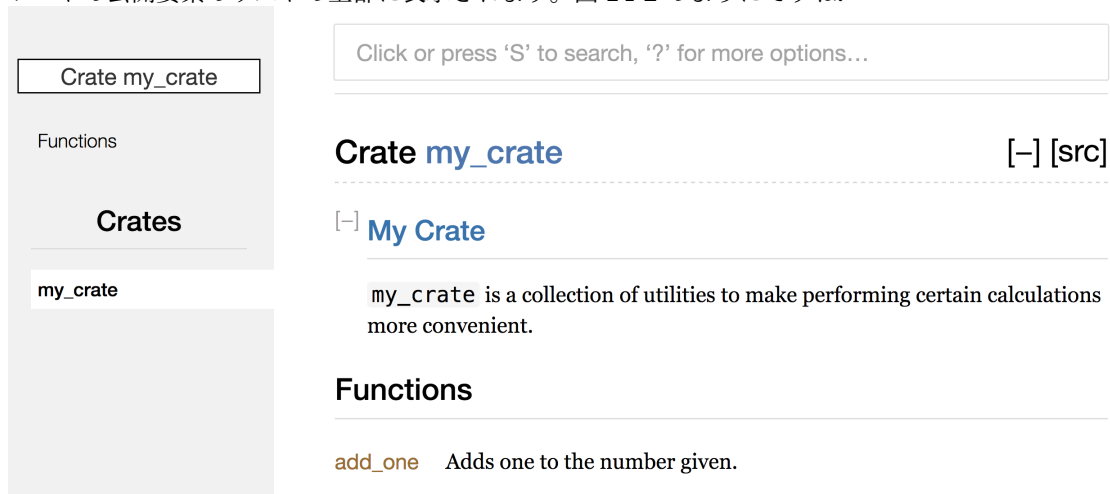 Click or press ‘S’ to search, ‘?’ for more options…
Crate my_crate
Functions
Crates
my_crate
Crate my_crate [−] [src]
[−] My Crate
my_crate is a collection of utilities to make performing certain calculations
more convenient.
Functions
add_one Adds one to the number given.